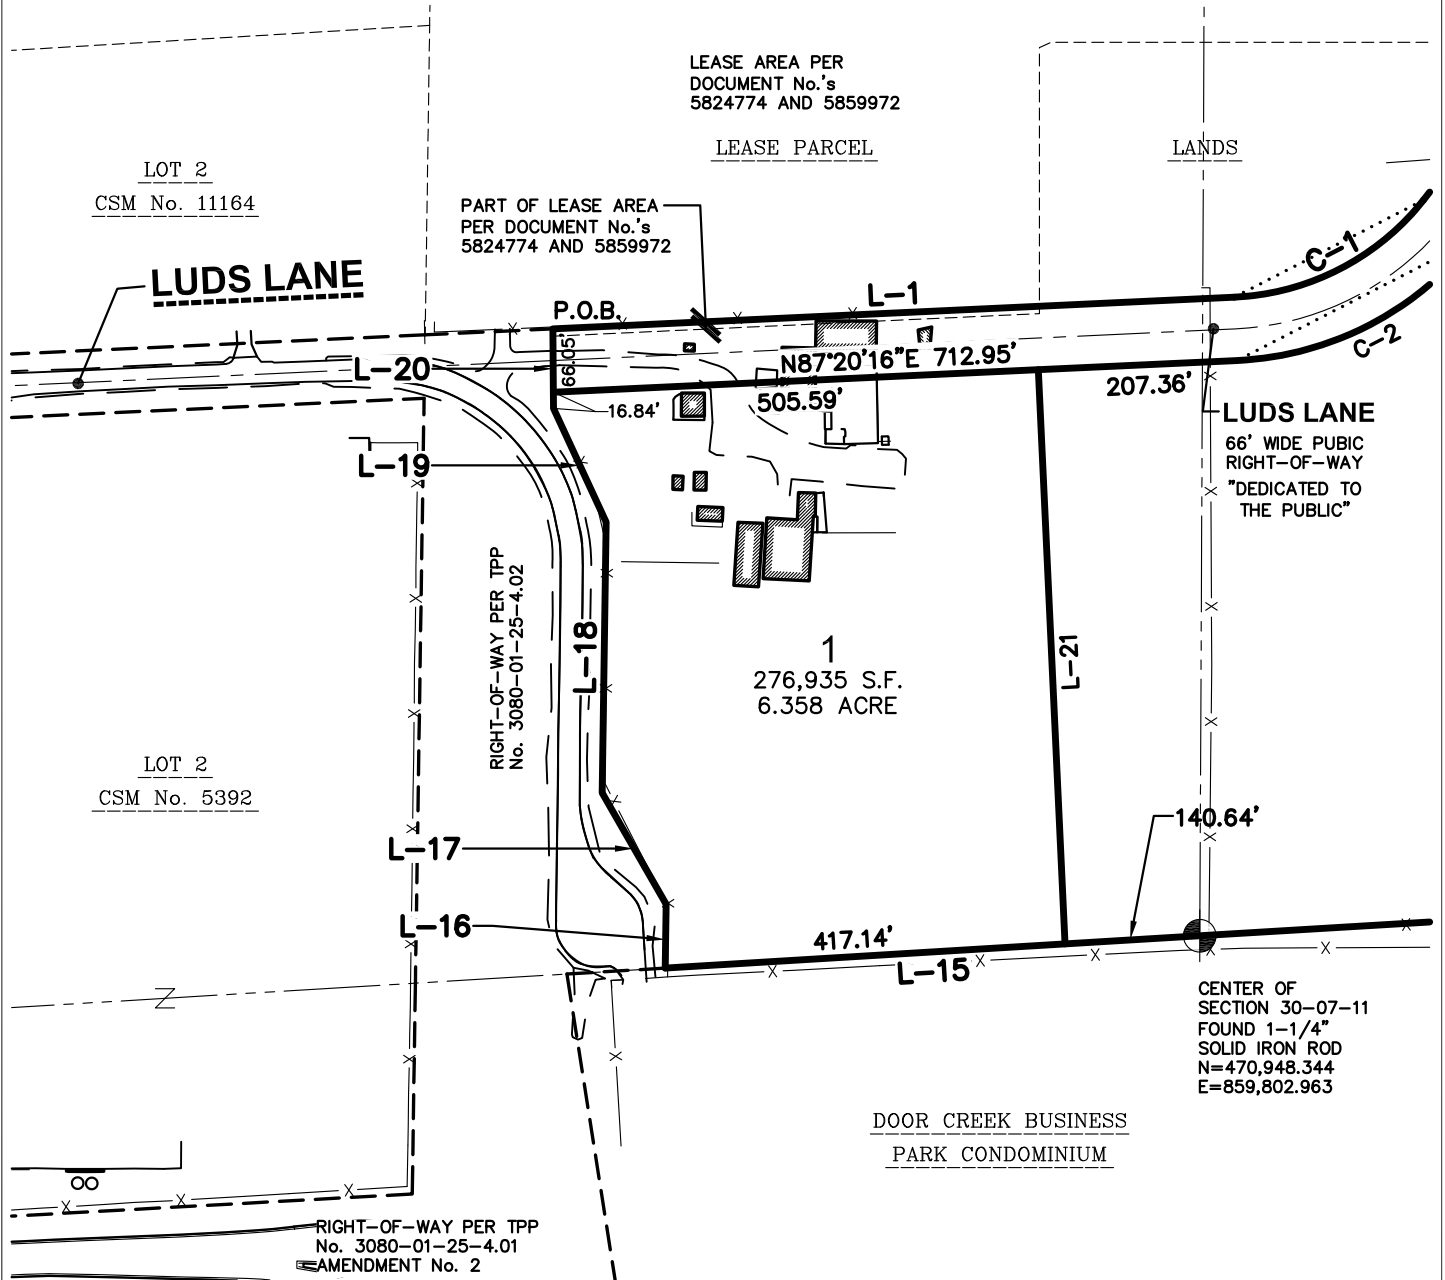 LEASE AREA PER
DOCUMENT No.'s
5824774 AND 5859972
LEASE PARCEL
LANDS
LOT 2
CSM No. 11164
PART OF LEASE AREA
PER DOCUMENT No.'s
5824774 AND 5859972
LUDS LANE
P.O.B.
L-1
C-1
C-2
L-20
66.05'
N87°20'16"E 712.95'
505.59'
207.36'
16.84'
LUDS LANE
66' WIDE PUBIC
RIGHT-OF-WAY
"DEDICATED TO
THE PUBLIC"
L-19
RIGHT-OF-WAY PER TPP
No. 3080-01-25-4.02
L-18
1
276,935 S.F.
6.358 ACRE
L-21
LOT 2
CSM No. 5392
140.64'
L-17
L-16
417.14'
L-15
CENTER OF
SECTION 30-07-11
FOUND 1-1/4"
SOLID IRON ROD
N=470,948.344
E=859,802.963
DOOR CREEK BUSINESS
PARK CONDOMINIUM
RIGHT-OF-WAY PER TPP
No. 3080-01-25-4.01
AMENDMENT No. 2